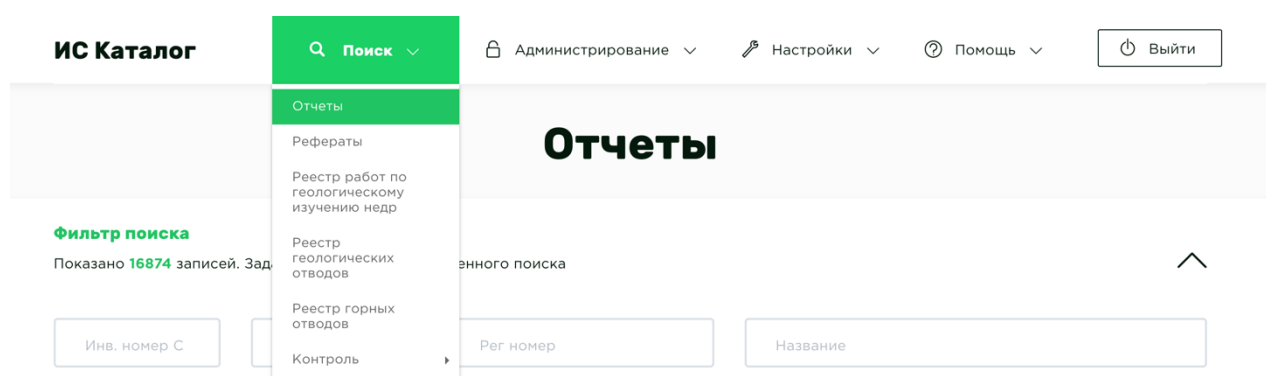 ИС Каталог
Поиск
Администрирование
Настройки
Помощь
Выйти
Отчеты
Рефераты
Реестр работ по
геологическому
изучению недр
Реестр
геологических
отводов
Реестр горных
отводов
Контроль
Отчеты
Фильтр поиска
Показано 16874 записей. Зад
енного поиска
Инв. номер С
Рег номер
Название